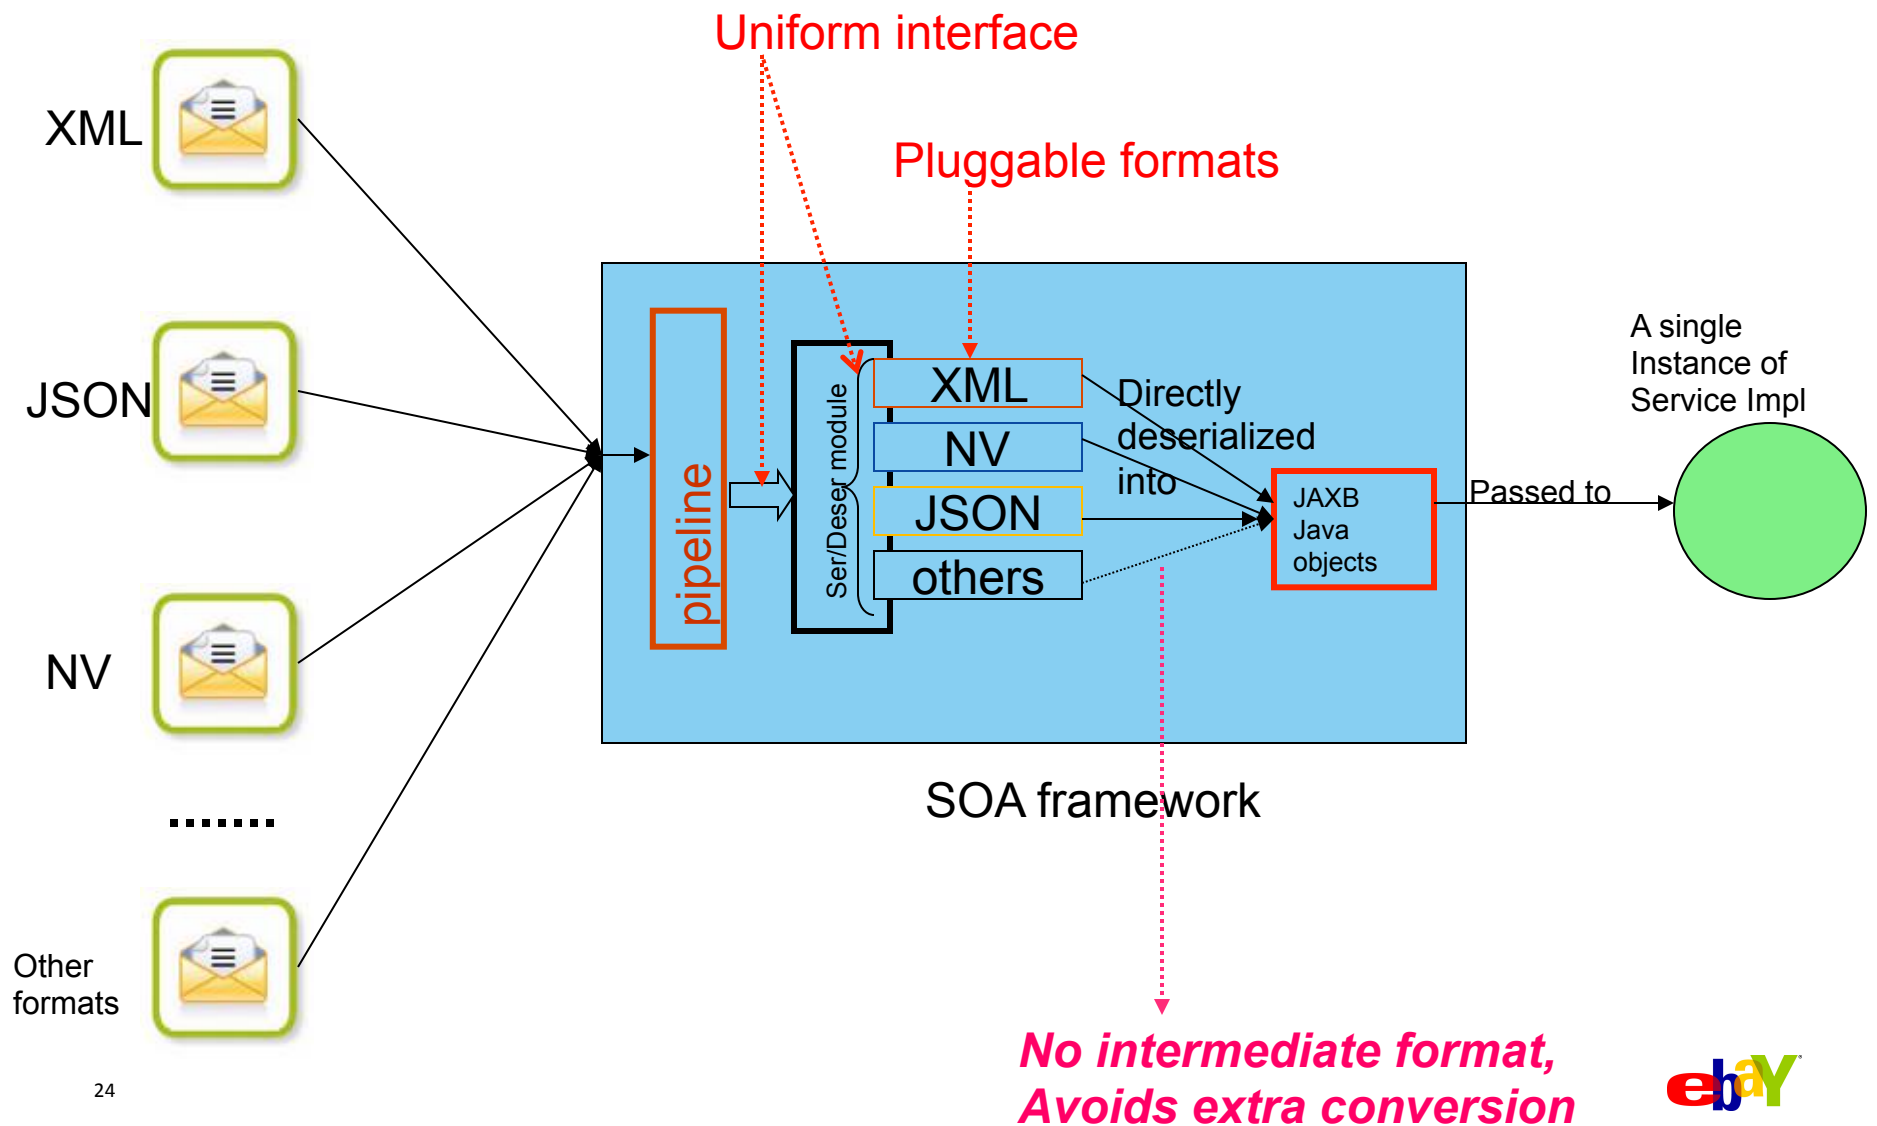 Uniform interface
XML
Pluggable formats
A single
Instance of
Service Impl
JSON
pipeline
Ser/Deser module
XML
NV
JSON
others
Directly
deserialized
into
JAXB
Java
objects
Passed to
NV
SOA framework
.......
Other
formats
No intermediate format,
Avoids extra conversion
24
ebaY